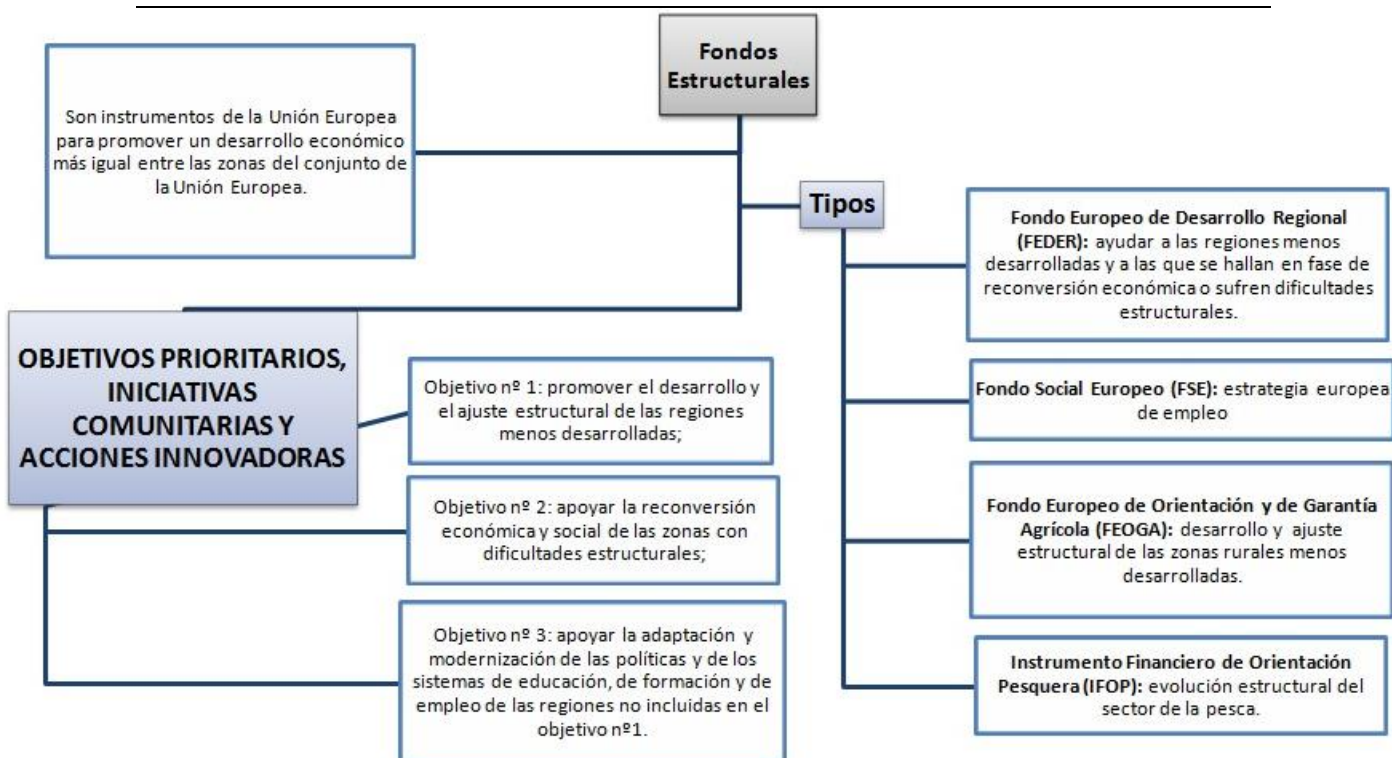 Fondos
Estructurales
Son instrumentos de la Unión Europea
para promover un desarrollo económico
más igual entre las zonas del conjunto de
la Unión Europea.
Tipos
Fondo Europeo de Desarrollo Regional
(FEDER): ayudar a las regiones menos
desarrolladas y a las que se hallan en fase de
reconversión económica o sufren dificultades
estructurales.
Fondo Social Europeo (FSE): estrategia europea
de empleo
Fondo Europeo de Orientación y de Garantía
Agrícola (FEOGA): desarrollo y ajuste
estructural de las zonas rurales menos
desarrolladas.
Instrumento Financiero de Orientación
Pesquera (IFOP): evolución estructural del
sector de la pesca.
OBJETIVOS PRIORITARIOS,
INICIATIVAS
COMUNITARIAS Y
ACCIONES INNOVADORAS
Objetivo nº 1: promover el desarrollo y
el ajuste estructural de las regiones
menos desarrolladas;
Objetivo nº 2: apoyar la reconversión
económica y social de las zonas con
dificultades estructurales;
Objetivo nº 3: apoyar la adaptación y
modernización de las políticas y de los
sistemas de educación, de formación y de
empleo de las regiones no incluidas en el
objetivo nº1.